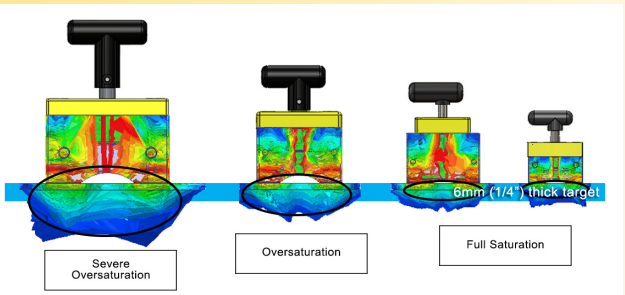 6mm (1/4") thick target
Severe
Oversaturation
Oversaturation
Full Saturation